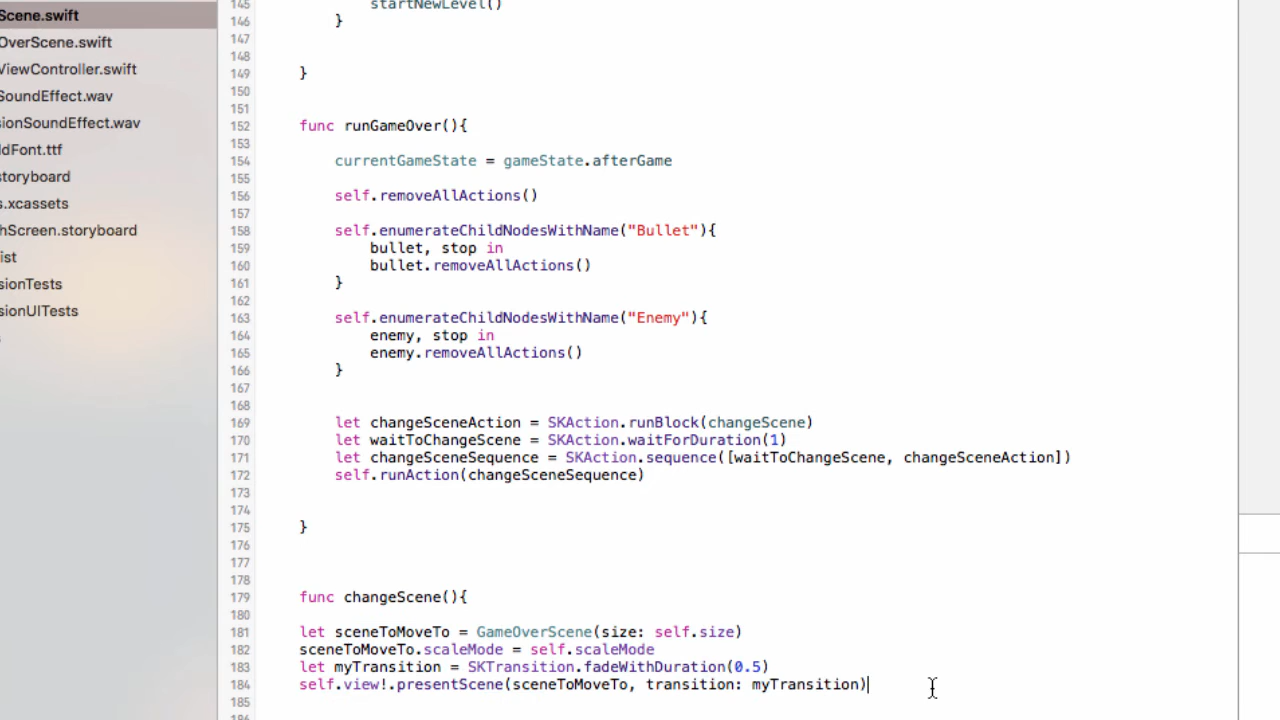 Scene.swift
OverScene.swift
ViewController.swift
SoundEffect.wav
sionSoundEffect.wav
ldFont.ttf
storyboard
s.xcassets
hScreen.storyboard
ist
sionTests
sionUITests
145 startNewLevel()
146 }
147
148
149 }
150
151
152 func runGameOver(){
153
154 currentGameState = gameState.afterGame
155
156 self.removeAllActions()
157
158 self.enumerateChildNodesWithName("Bullet"){
159 bullet, stop in
160 bullet.removeAllActions()
161 }
162
163 self.enumerateChildNodesWithName("Enemy"){
164 enemy, stop in
165 enemy.removeAllActions()
166 }
167
168
169 let changeSceneAction = SKAction.runBlock(changeScene)
170 let waitToChangeScene = SKAction.waitForDuration(1)
171 let changeSceneSequence = SKAction.sequence([waitToChangeScene, changeSceneAction])
172 self.runAction(changeSceneSequence)
173
174
175 }
176
177
178
179 func changeScene(){
180
181 let sceneToMoveTo = GameOverScene(size: self.size)
182 sceneToMoveTo.scaleMode = self.scaleMode
183 let myTransition = SKTransition.fadeWithDuration(0.5)
184 self.view!.presentScene(sceneToMoveTo, transition: myTransition)
185
186